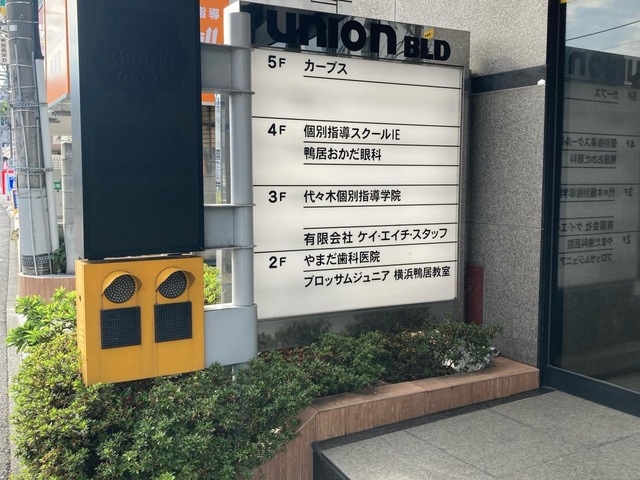 UNION BLD
5F カーブス
4F 個別指導スクールIE
鴨居おかだ眼科
3F 代々木個別指導学院
有限会社 ケイ・エイチ・スタッフ
2F やまだ歯科医院
ブロッサムジュニア 横浜鴨居教室
指導